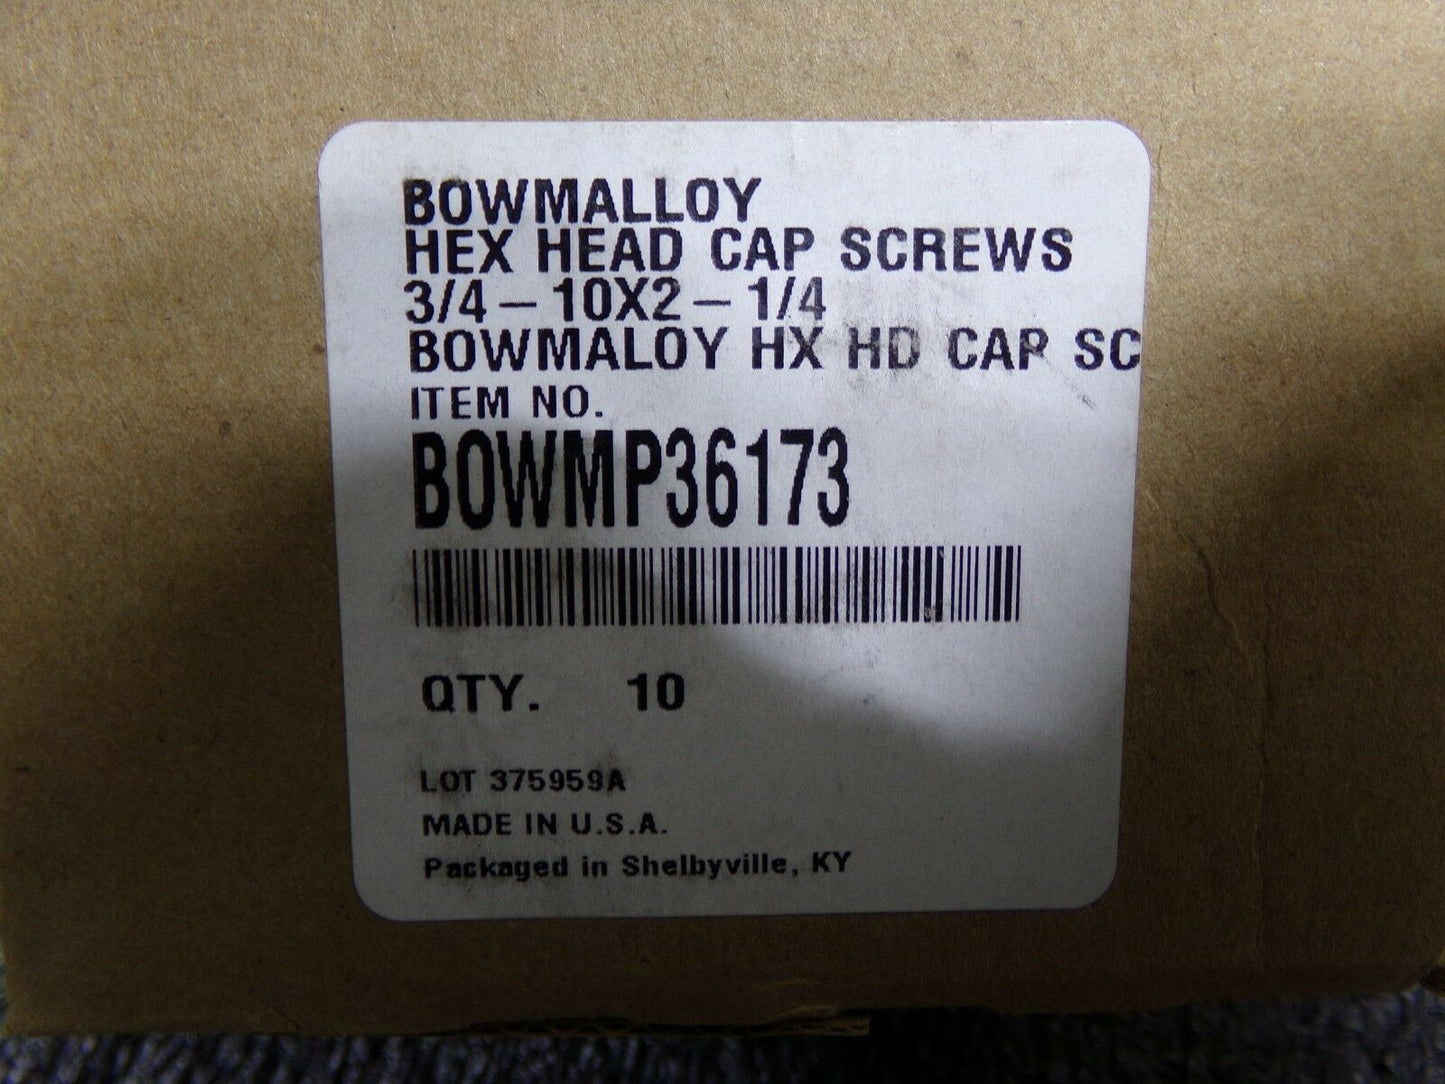 BOWMALLOY
HEX HEAD CAP SCREWS
3/4-10X2-1/4
BOWMALOY HX HD CAP SC
ITEM NO.
BOWMP36173
QTY. 10
LOT 375959A
MADE IN U.S.A.
Packaged in Shelbyville, KY